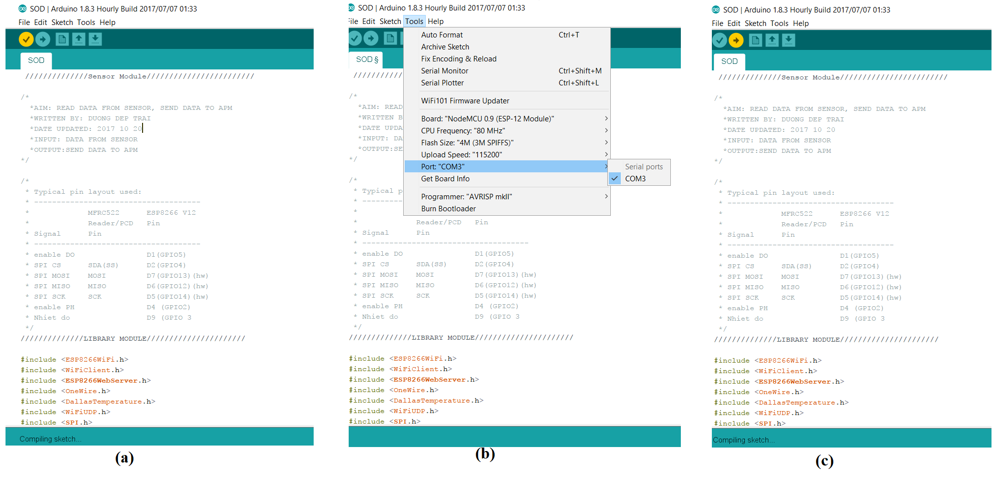 SOD | Arduino 1.8.3 Hourly Build 2017/07/07 01:33
File Edit Sketch Tools Help
SOD
//////////////Sensor Module////////////////////////
/*
*AIM: READ DATA FROM SENSOR, SEND DATA TO APM
*WRITTEN BY: DUONG DEP TRAI
*DATE UPDATED: 2017 10 20
*INPUT: DATA FROM SENSOR
*OUTPUT:SEND DATA TO APM
*/
/*
* Typical pin layout used:
* -------------------------------------
* MFRC522 ESP8266 V12
* Reader/PCD Pin
* Signal Pin
* -------------------------------------
* enable DO D1(GPIO5)
* SPI CS SDA(SS) D2(GPIO4)
* SPI MOSI MOSI D7(GPIO13)(hw)
* SPI MISO MISO D6(GPIO12)(hw)
* SPI SCK SCK D5(GPIO14)(hw)
* enable PH D4 (GPIO2)
* Nhiet do D9 (GPIO 3
*/
//////////////LIBRARY MODULE//////////////////////
#include <ESP8266WiFi.h>
#include <WiFiClient.h>
#include <ESP8266WebServer.h>
#include <OneWire.h>
#include <DallasTemperature.h>
#include <WiFiUDP.h>
#include <SPI.h>
Compiling sketch...
(a)
SOD | Arduino 1.8.3 Hourly Build 2017/07/07 01:33
File Edit Sketch Tools Help
Auto Format Ctrl+T
Archive Sketch
Fix Encoding & Reload
Serial Monitor Ctrl+Shift+M
Serial Plotter Ctrl+Shift+L
WiFi101 Firmware Updater
Board: "NodeMCU 0.9 (ESP-12 Module)"
CPU Frequency: "80 MHz"
Flash Size: "4M (3M SPIFFS)"
Upload Speed: "115200"
Port: "COM3"
Get Board Info
Programmer: "AVRISP mkII"
Burn Bootloader
Serial ports
COM3
SOD §
///////////
/*
*AIM: READ
*WRITTEN B
*DATE UPDA
*INPUT: DA
*OUTPUT:SE
*/
/*
* Typical p
* ---------
*
* Reader/PCD Pin
* Signal Pin
* -------------------------------------
* enable DO D1(GPIO5)
* SPI CS SDA(SS) D2(GPIO4)
* SPI MOSI MOSI D7(GPIO13)(hw)
* SPI MISO MISO D6(GPIO12)(hw)
* SPI SCK SCK D5(GPIO14)(hw)
* enable PH D4 (GPIO2)
* Nhiet do D9 (GPIO 3
*/
//////////////LIBRARY MODULE//////////////////////
#include <ESP8266WiFi.h>
#include <WiFiClient.h>
#include <ESP8266WebServer.h>
#include <OneWire.h>
#include <DallasTemperature.h>
#include <WiFiUDP.h>
#include <SPI.h>
(b)
SOD | Arduino 1.8.3 Hourly Build 2017/07/07 01:33
File Edit Sketch Tools Help
SOD
//////////////Sensor Module////////////////////////
/*
*AIM: READ DATA FROM SENSOR, SEND DATA TO APM
*WRITTEN BY: DUONG DEP TRAI
*DATE UPDATED: 2017 10 20
*INPUT: DATA FROM SENSOR
*OUTPUT:SEND DATA TO APM
*/
/*
* Typical pin layout used:
* -------------------------------------
* MFRC522 ESP8266 V12
* Reader/PCD Pin
* Signal Pin
* -------------------------------------
* enable DO D1(GPIO5)
* SPI CS SDA(SS) D2(GPIO4)
* SPI MOSI MOSI D7(GPIO13)(hw)
* SPI MISO MISO D6(GPIO12)(hw)
* SPI SCK SCK D5(GPIO14)(hw)
* enable PH D4 (GPIO2)
* Nhiet do D9 (GPIO 3
*/
//////////////LIBRARY MODULE//////////////////////
#include <ESP8266WiFi.h>
#include <WiFiClient.h>
#include <ESP8266WebServer.h>
#include <OneWire.h>
#include <DallasTemperature.h>
#include <WiFiUDP.h>
#include <SPI.h>
Compiling sketch...
(c)